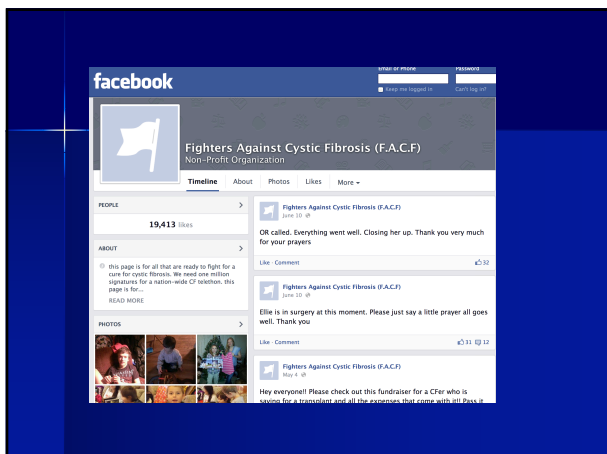 facebook
Email or Phone
Password
Keep me logged in
Can't log in?
Fighters Against Cystic Fibrosis (F.A.C.F)
Non-Profit Organization
Timeline
About
Photos
Likes
More
PEOPLE
19,413 likes
ABOUT
this page is for all that are ready to fight for a
cure for cystic fibrosis. We need one million
signatures for a nation-wide CF telethon. this
page is for...
READ MORE
PHOTOS
Fighters Against Cystic Fibrosis (F.A.C.F)
June 10
OR called. Everything went well. Closing her up. Thank you very much
for your prayers
Like · Comment
32
Fighters Against Cystic Fibrosis (F.A.C.F)
June 10
Ellie is in surgery at this moment. Please just say a little prayer all goes
well. Thank you
Like · Comment
31 12
Fighters Against Cystic Fibrosis (F.A.C.F)
May 4
Hey everyone!! Please check out this fundraiser for a CFer who is
saving for a transplant and all the expenses that come with it!! Pass it